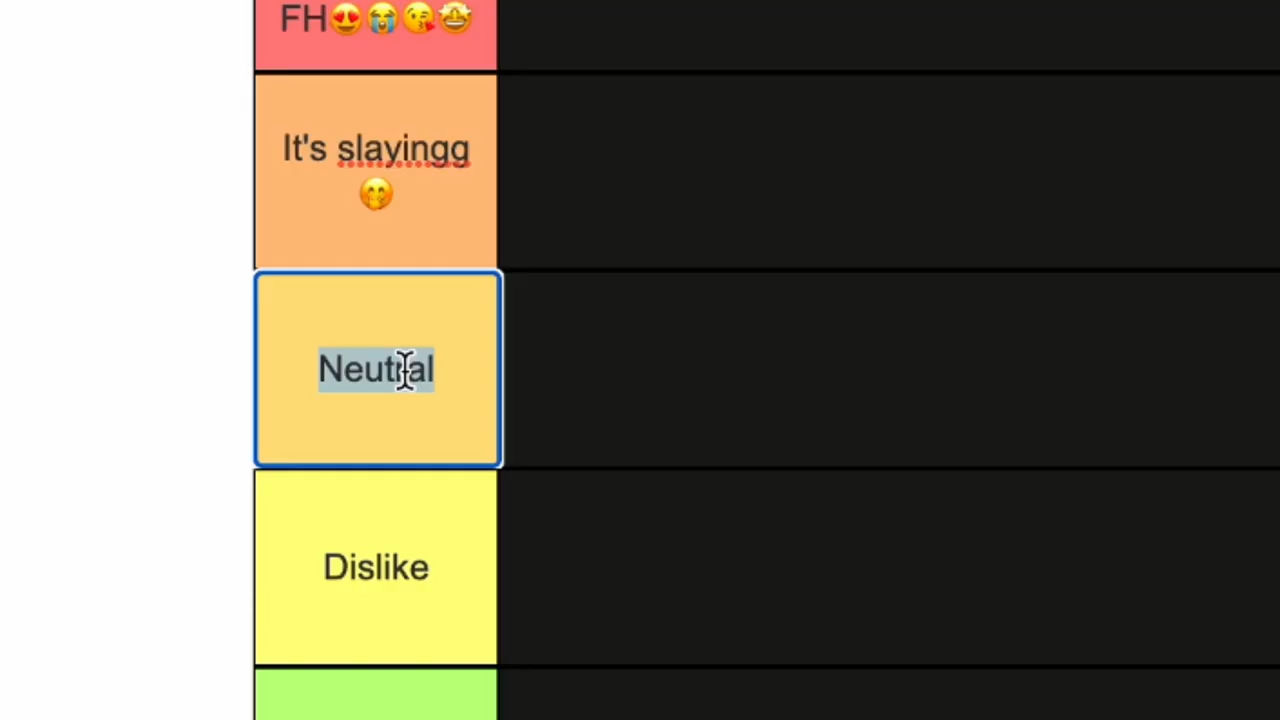 FH😍😭😘🤩
It's slayingg
🤭
Neutral
Dislike